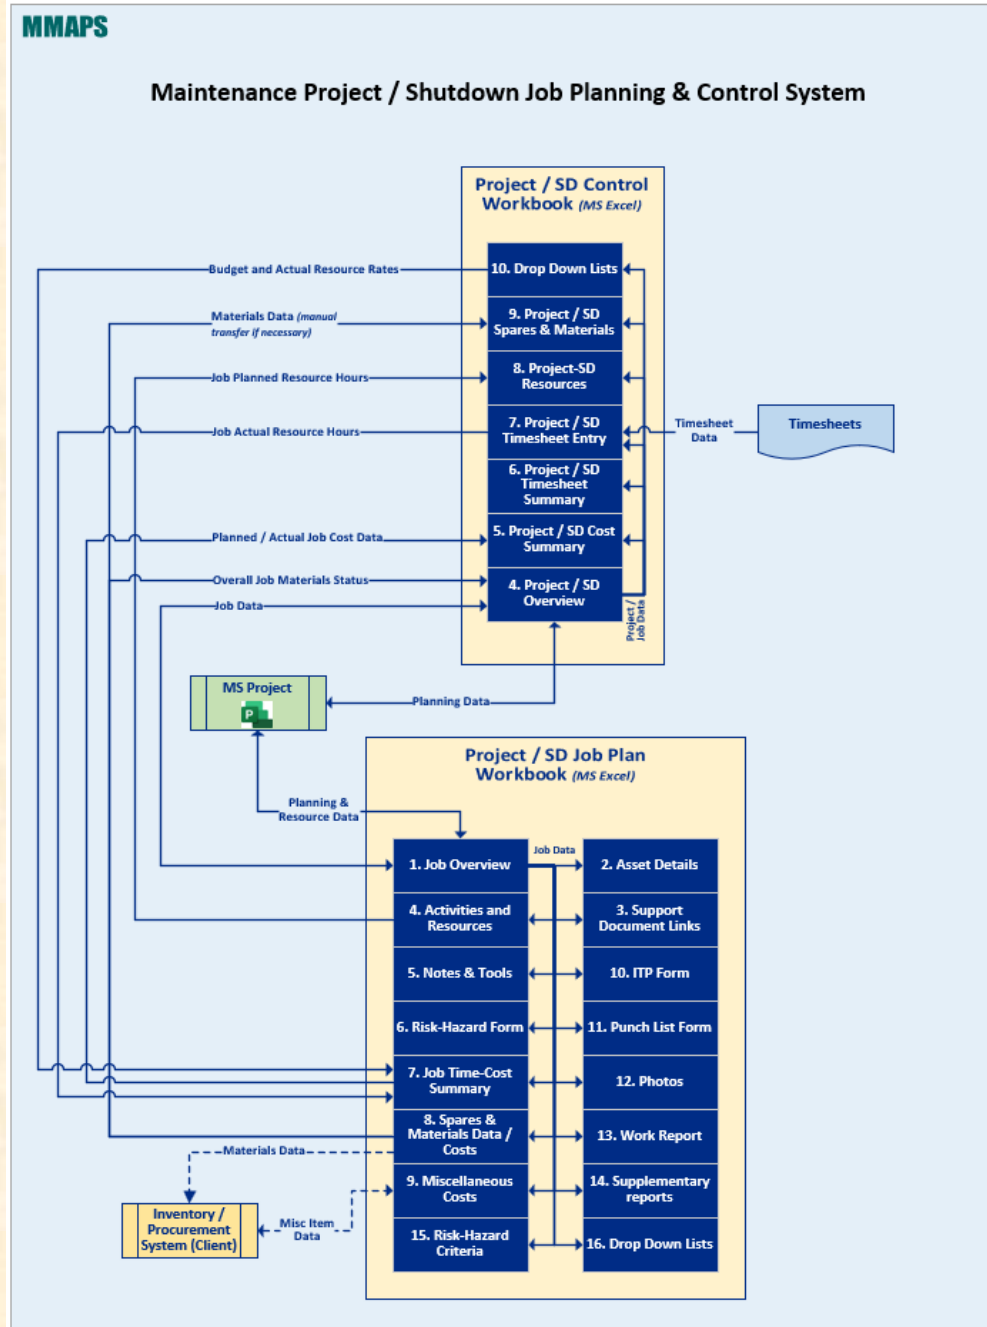 MMAPS
Maintenance Project / Shutdown Job Planning & Control System
Project / SD Control
Workbook (MS Excel)
Budget and Actual Resource Rates
10. Drop Down Lists
Materials Data (manual
transfer if necessary)
9. Project / SD
Spares & Materials
Job Planned Resource Hours
8. Project-SD
Resources
Job Actual Resource Hours
7. Project / SD
Timesheet Entry
Timesheet
Data
Timesheets
6. Project / SD
Timesheet
Summary
Planned / Actual Job Cost Data
5. Project / SD Cost
Summary
Overall Job Materials Status
4. Project / SD
Overview
Job Data
Project /
Job Data
MS Project
P
Planning Data
Project / SD Job Plan
Workbook (MS Excel)
Planning &
Resource Data
1. Job Overview
Job Data
2. Asset Details
4. Activities and
Resources
3. Support
Document Links
5. Notes & Tools
10. ITP Form
6. Risk-Hazard Form
11. Punch List Form
7. Job Time-Cost
Summary
12. Photos
8. Spares &
Materials Data /
Costs
13. Work Report
Materials Data
9. Miscellaneous
Costs
14. Supplementary
reports
Inventory /
Procurement
System (Client)
Misc Item
Data
15. Risk-Hazard
Criteria
16. Drop Down Lists